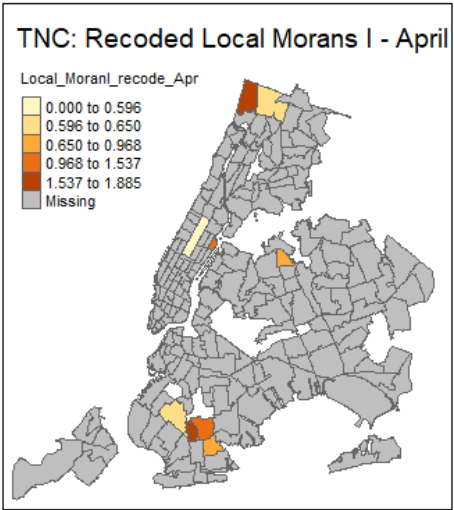 TNC: Recoded Local Morans I - April
Local_MoranI_recode_Apr
0.000 to 0.596
0.596 to 0.650
0.650 to 0.968
0.968 to 1.537
1.537 to 1.885
Missing